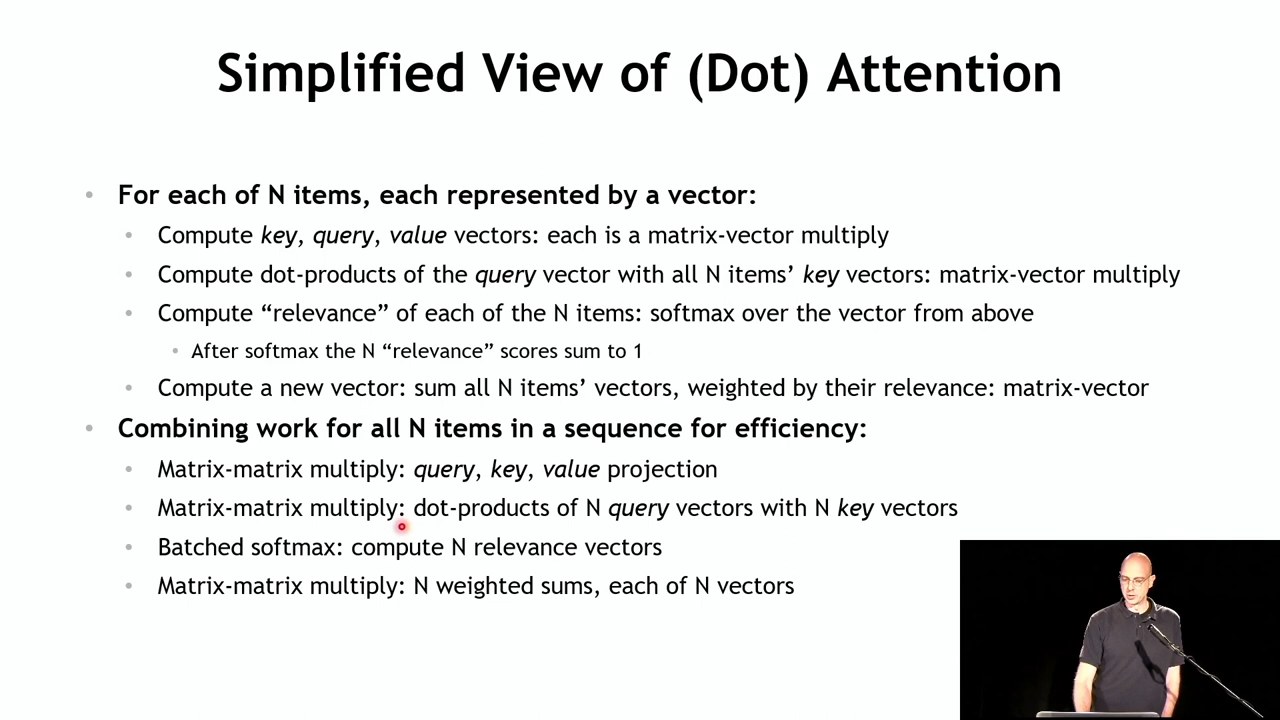 Simplified View of (Dot) Attention
• For each of N items, each represented by a vector:
• Compute key, query, value vectors: each is a matrix-vector multiply
• Compute dot-products of the query vector with all N items’ key vectors: matrix-vector multiply
• Compute “relevance” of each of the N items: softmax over the vector from above
• After softmax the N “relevance” scores sum to 1
• Compute a new vector: sum all N items’ vectors, weighted by their relevance: matrix-vector
• Combining work for all N items in a sequence for efficiency:
• Matrix-matrix multiply: query, key, value projection
• Matrix-matrix multiply: dot-products of N query vectors with N key vectors
• Batched softmax: compute N relevance vectors
• Matrix-matrix multiply: N weighted sums, each of N vectors